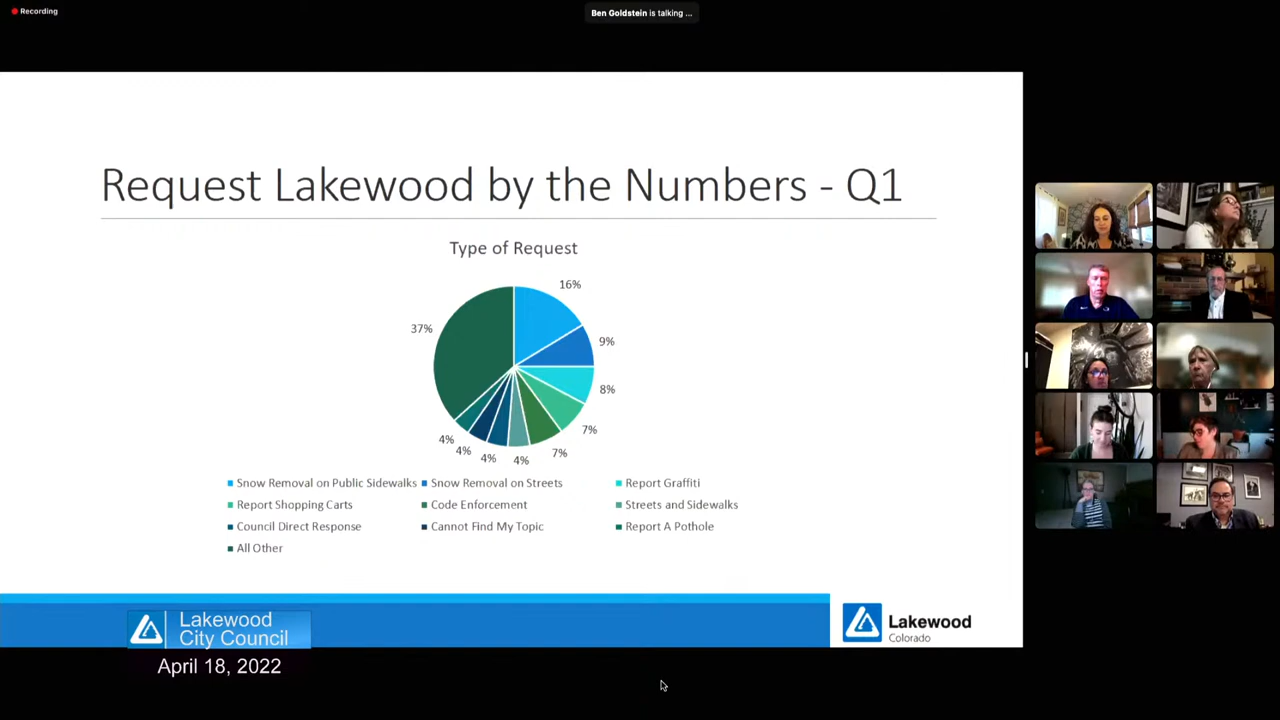 Recording
Ben Goldstein is talking ...
Request Lakewood by the Numbers - Q1
Type of Request
16%
37%
9%
8%
7%
4%
4%
4%
4%
7%
Snow Removal on Public Sidewalks
Snow Removal on Streets
Report Graffiti
Report Shopping Carts
Code Enforcement
Streets and Sidewalks
Council Direct Response
Cannot Find My Topic
Report A Pothole
All Other
Lakewood
City Council
April 18, 2022
Lakewood
Colorado